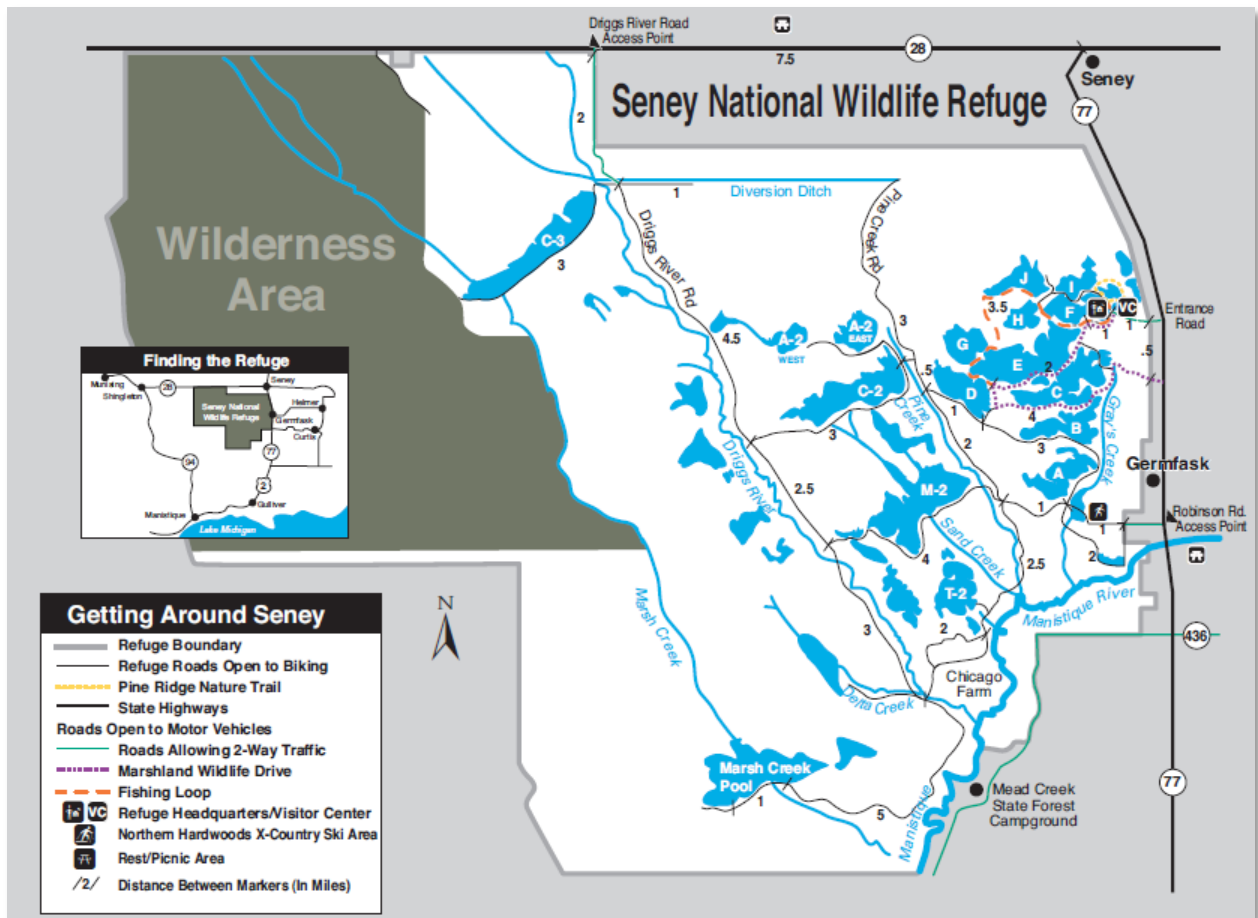 Driggs River Road
Access Point
28
7.5
Seney National Wildlife Refuge
Seney
77
2
Diversion Ditch
1
Pine Creek Rd
Driggs River Rd
Wilderness
Area
C-3
3
J
I
3.5
H
F
VC
1
1
Entrance
Road
.5
4.5
A-2
WEST
A-2
EAST
3
G
E
2
.5
C-2
D
C
Pine
Creek
1
4
B
Gray's Creek
3
2
3
A
Germfask
Driggs River
2.5
M-2
1
1
Robinson Rd.
Access Point
Sand Creek
4
2.5
2
T-2
Manistique River
436
Marsh Creek
3
2
Chicago
Farm
Delta Creek
Marsh Creek
Pool
1
5
Manistique
Mead Creek
State Forest
Campground
77
N
Finding the Refuge
Munising
Shingleton
28
Seney
Seney National
Wildlife Refuge
Helmer
Germfask
Curtis
77
94
2
Gulliver
Manistique
Lake Michigan
Getting Around Seney
Refuge Boundary
Refuge Roads Open to Biking
Pine Ridge Nature Trail
State Highways
Roads Open to Motor Vehicles
Roads Allowing 2-Way Traffic
Marshland Wildlife Drive
Fishing Loop
VC Refuge Headquarters/Visitor Center
Northern Hardwoods X-Country Ski Area
Rest/Picnic Area
/2/ Distance Between Markers (In Miles)